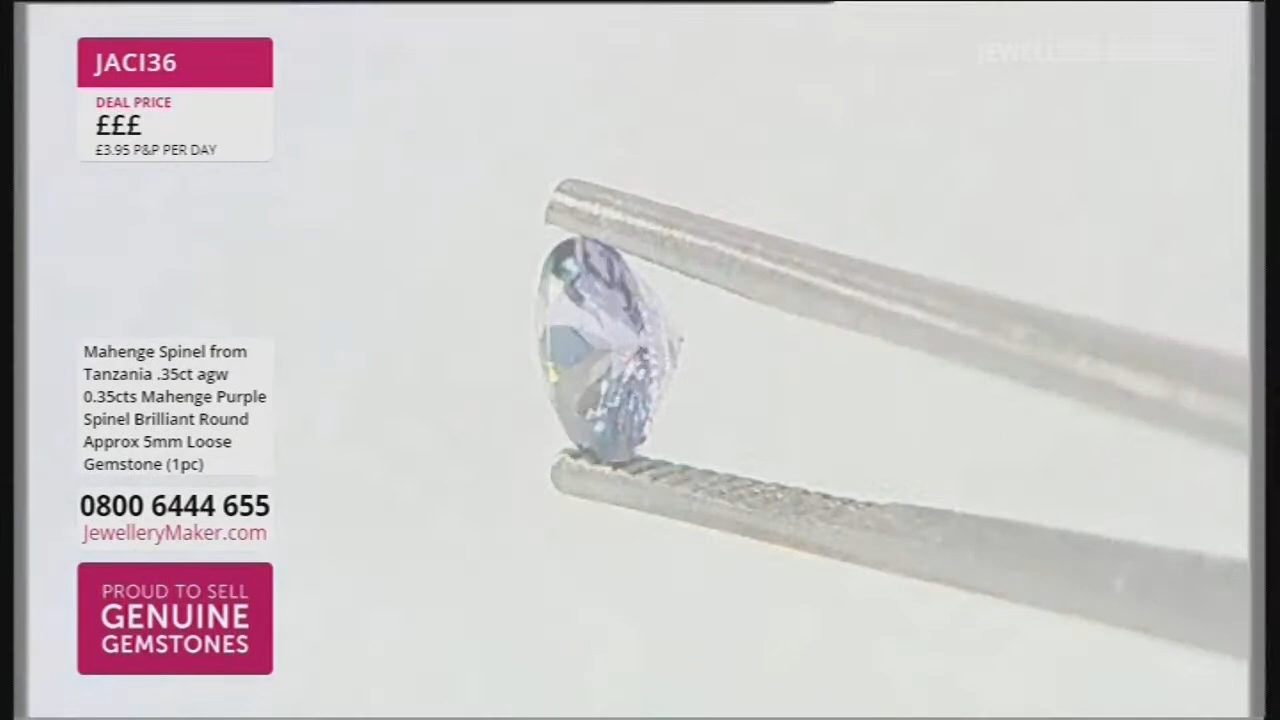 JACI36
DEAL PRICE
£££
£3.95 P&P PER DAY
Mahenge Spinel from
Tanzania .35ct agw
0.35cts Mahenge Purple
Spinel Brilliant Round
Approx 5mm Loose
Gemstone (1pc)
0800 6444 655
JewelleryMaker.com
PROUD TO SELL
GENUINE
GEMSTONES